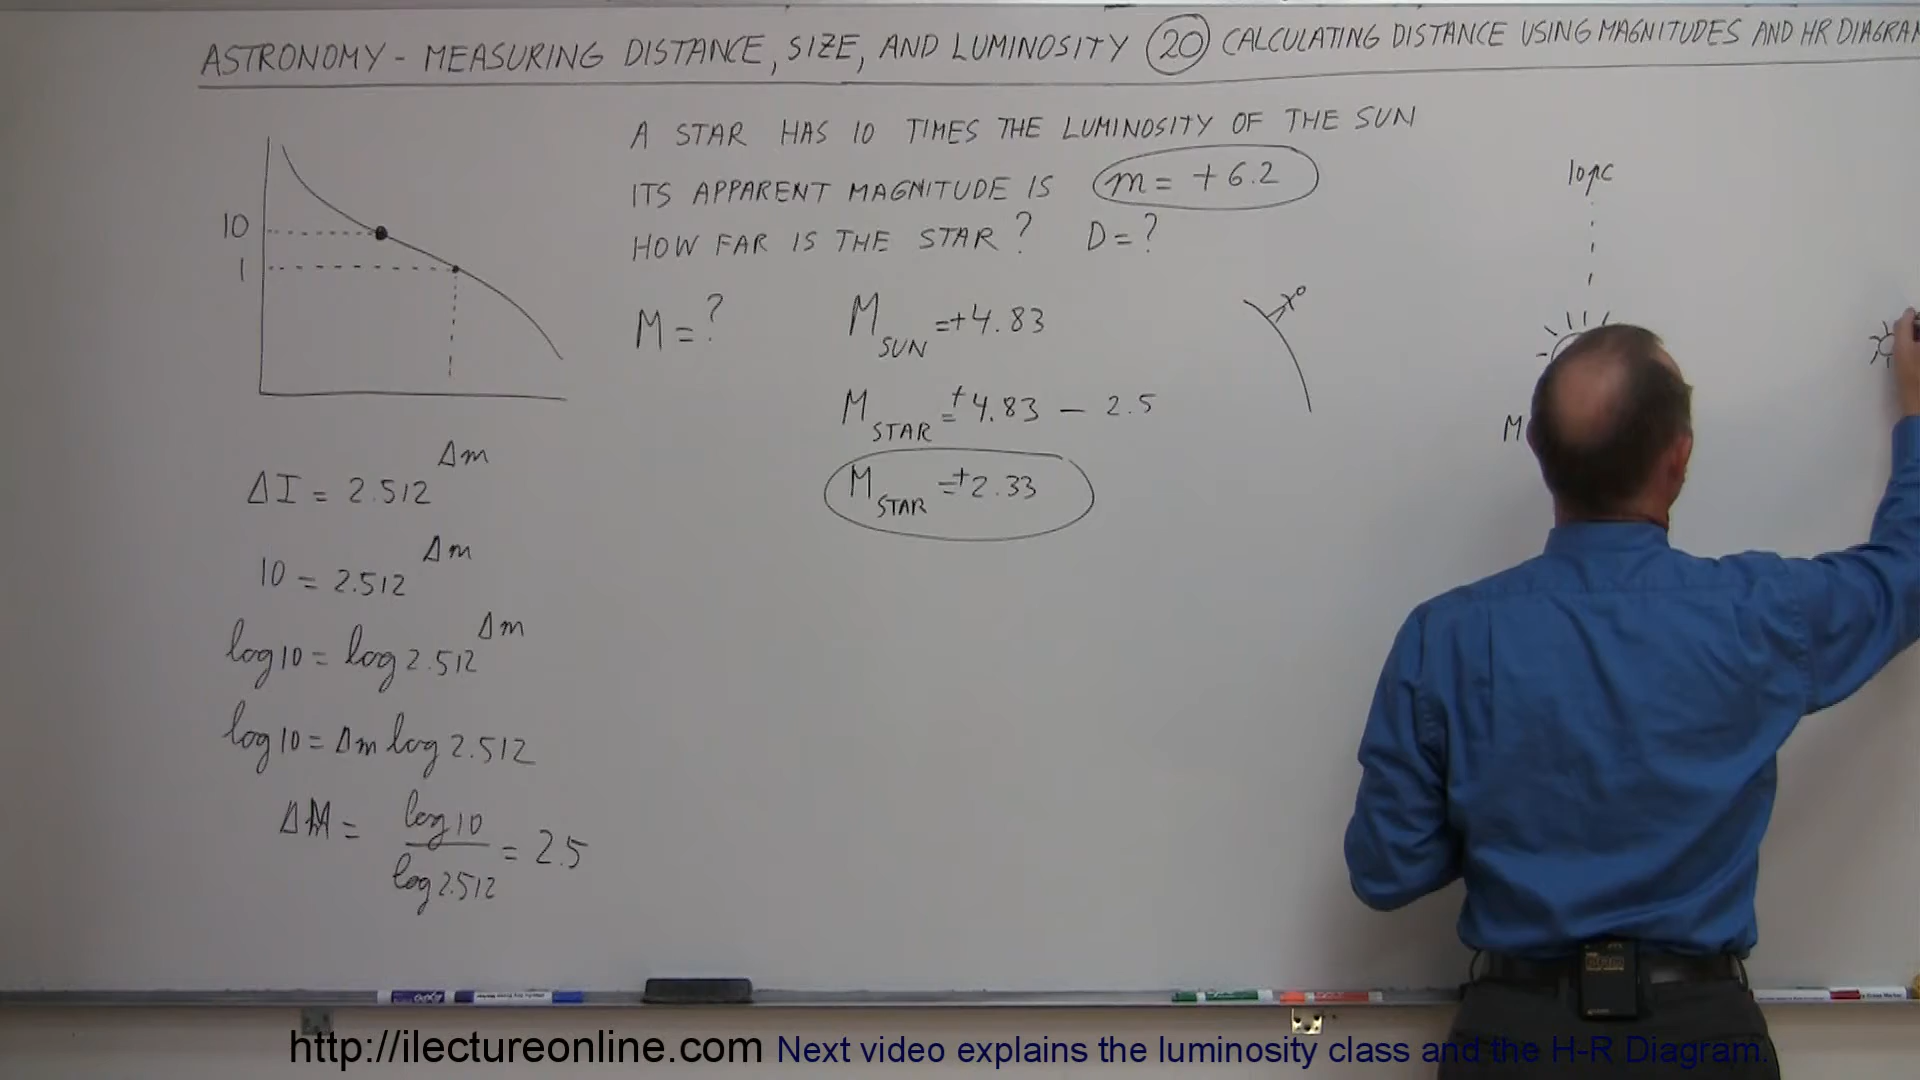 ASTRONOMY - MEASURING DISTANCE, SIZE, AND LUMINOSITY 20 CALCULATING DISTANCE USING MAGNITUDES AND HR DIAGRAM
A STAR HAS 10 TIMES THE LUMINOSITY OF THE SUN
ITS APPARENT MAGNITUDE IS m = +6.2
HOW FAR IS THE STAR? D = ?
10
1
M = ?
M SUN = +4.83
M STAR = +4.83 - 2.5
M STAR = +2.33
10pc
M
ΔI = 2.512^Δm
10 = 2.512^Δm
log 10 = log 2.512^Δm
log 10 = Δm log 2.512
ΔM = log 10 / log 2.512 = 2.5
http://ilectureonline.com Next video explains the luminosity class and the H-R Diagram.